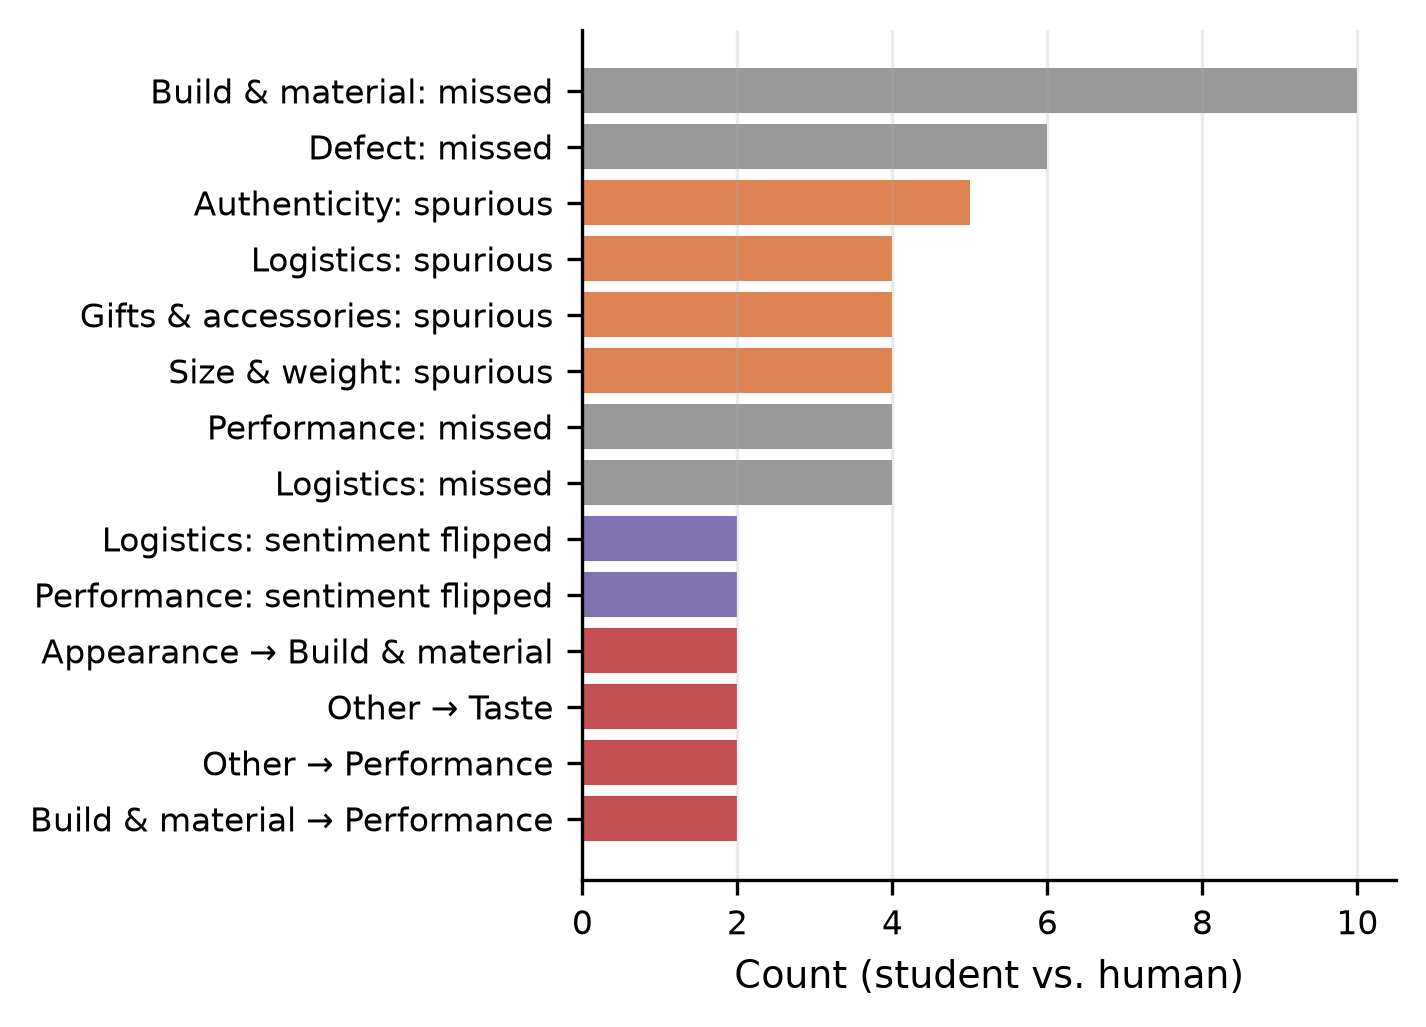 Build & material: missed
Defect: missed
Authenticity: spurious
Logistics: spurious
Gifts & accessories: spurious
Size & weight: spurious
Performance: missed
Logistics: missed
Logistics: sentiment flipped
Performance: sentiment flipped
Appearance → Build & material
Other → Taste
Other → Performance
Build & material → Performance
0 2 4 6 8 10
Count (student vs. human)